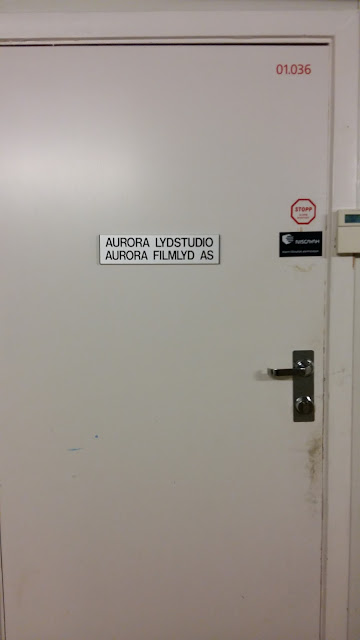 01.036
STOPP
AURORA LYDSTUDIO
AURORA FILMLYD AS